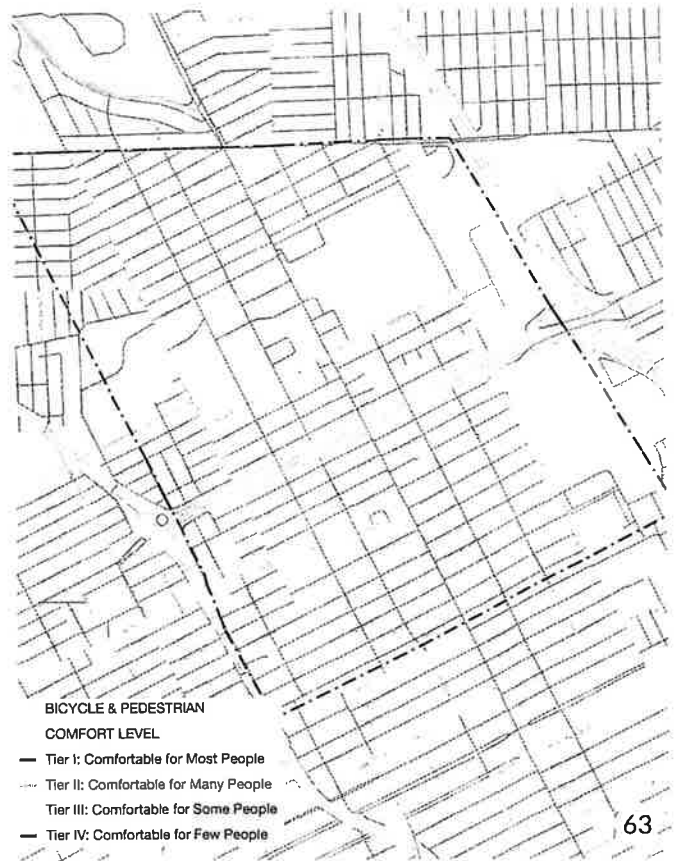 BICYCLE & PEDESTRIAN
COMFORT LEVEL
Tier I: Comfortable for Most People
Tier II: Comfortable for Many People
Tier III: Comfortable for Some People
Tier IV: Comfortable for Few People
63